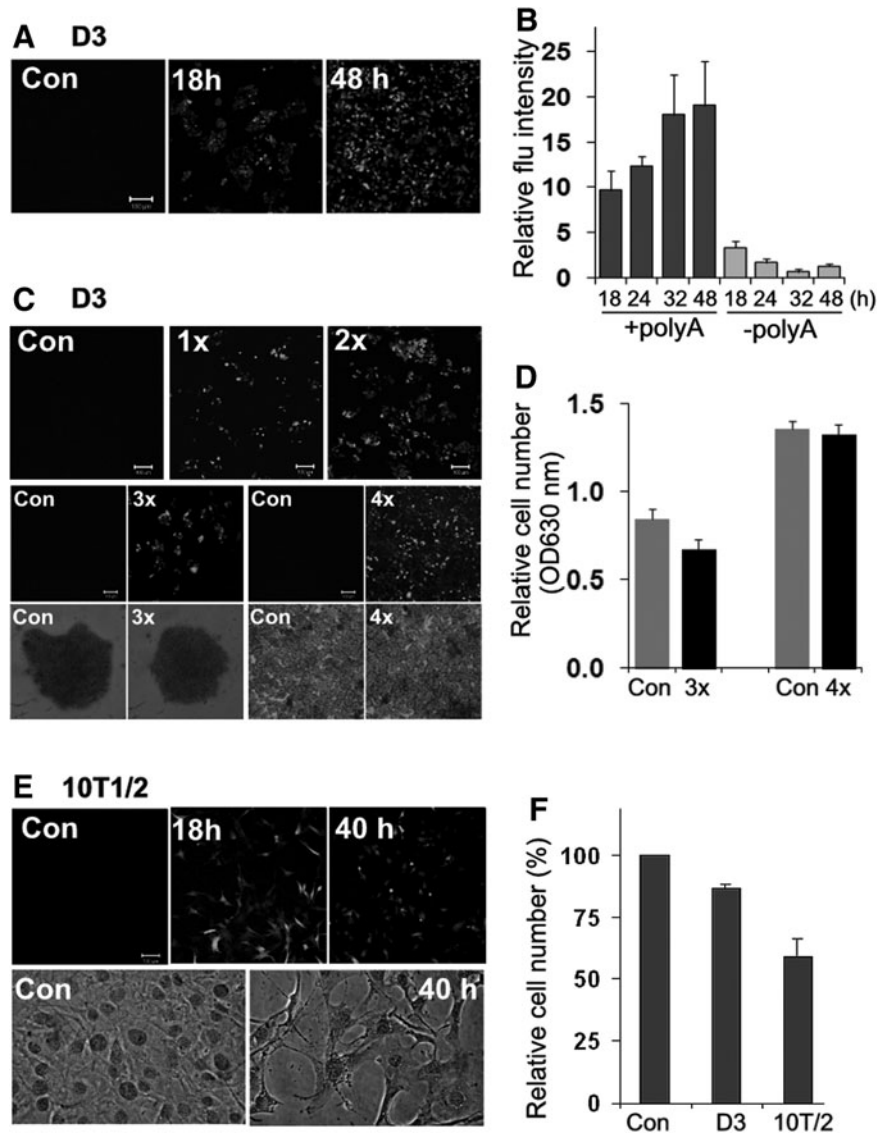 A D3
Con
18h
48 h
B
Relative flu intensity
25
20
15
10
5
0
18 24 32 48 18 24 32 48 (h)
+polyA -polyA
C D3
Con
1x
2x
Con
3x
Con
4x
Con
3x
Con
4x
D
Relative cell number
(OD630 nm)
1.5
1.0
0.5
0.0
Con 3x Con 4x
E 10T1/2
Con
18h
40 h
Con
40 h
F
Relative cell number (%)
100
75
50
25
0
Con D3 10T/2